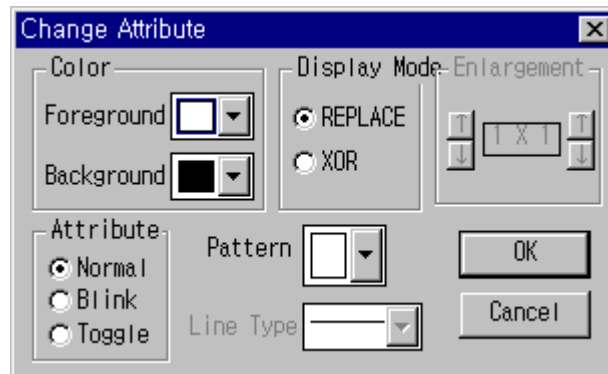 Change Attribute
Color
Display Mode
Enlargement
Foreground
REPLACE
1 X 1
Background
XOR
Attribute
Pattern
OK
Normal
Blink
Line Type
Cancel
Toggle